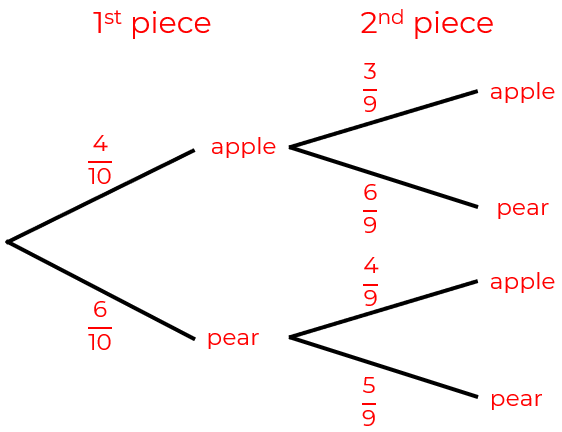 1st piece 2nd piece
4/10 apple
3/9 apple
6/9 pear
6/10 pear
4/9 apple
5/9 pear